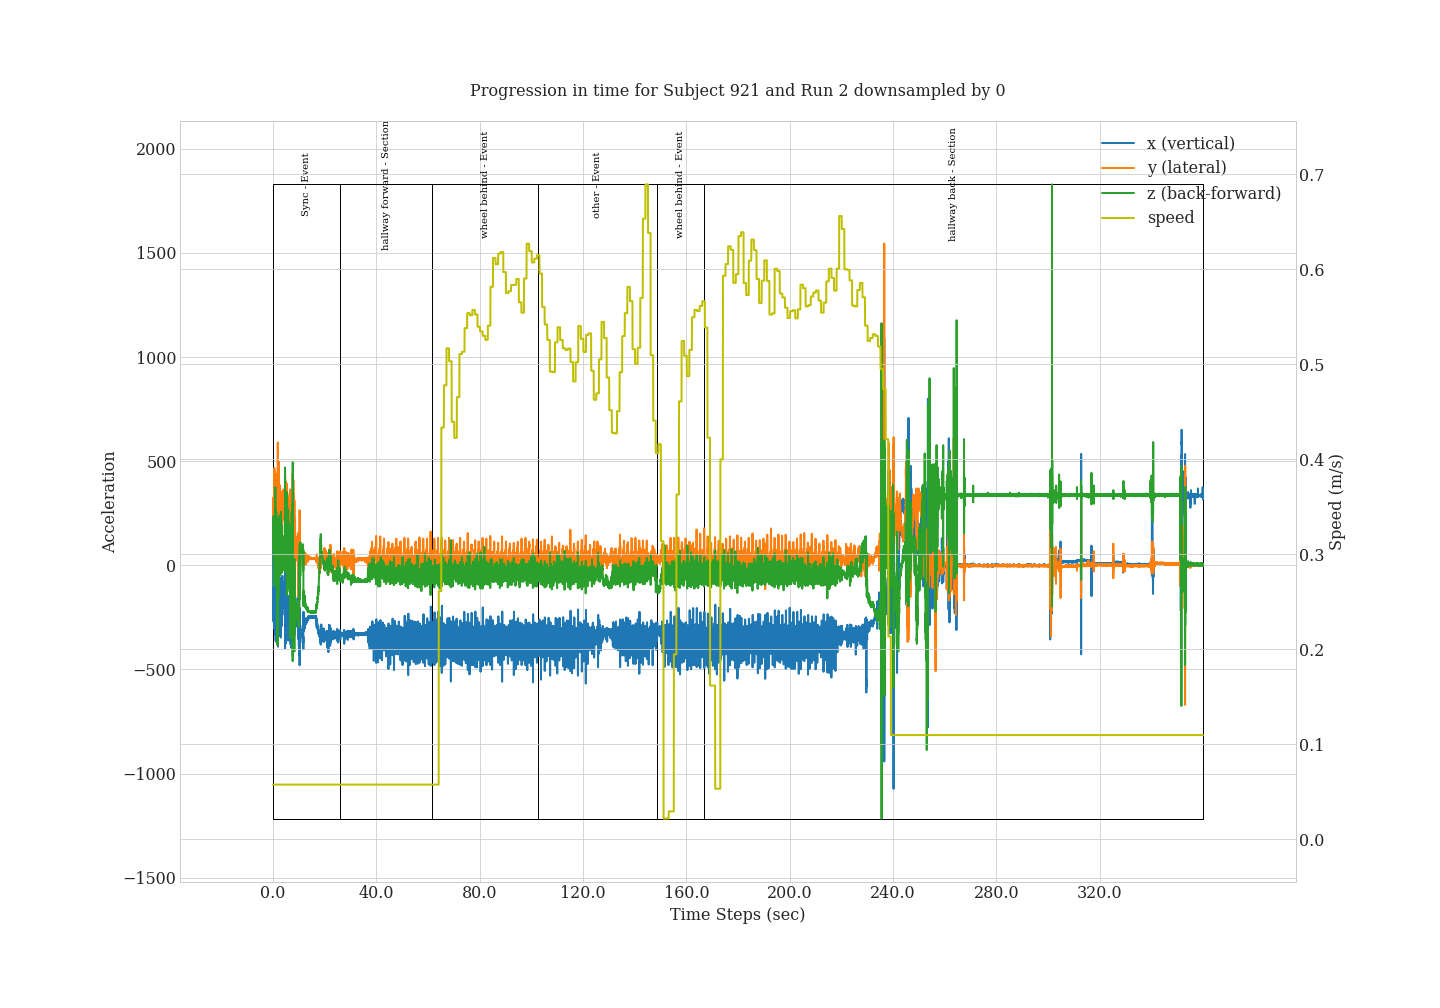 Progression in time for Subject 921 and Run 2 downsampled by 0
Sync - Event
hallway forward - Section
wheel behind - Event
other - Event
wheel behind - Event
hallway back - Section
x (vertical)
y (lateral)
z (back-forward)
speed
2000
1500
1000
500
0
−500
−1000
−1500
Acceleration
0.7
0.6
0.5
0.4
0.3
0.2
0.1
0.0
Speed (m/s)
0.0 40.0 80.0 120.0 160.0 200.0 240.0 280.0 320.0
Time Steps (sec)